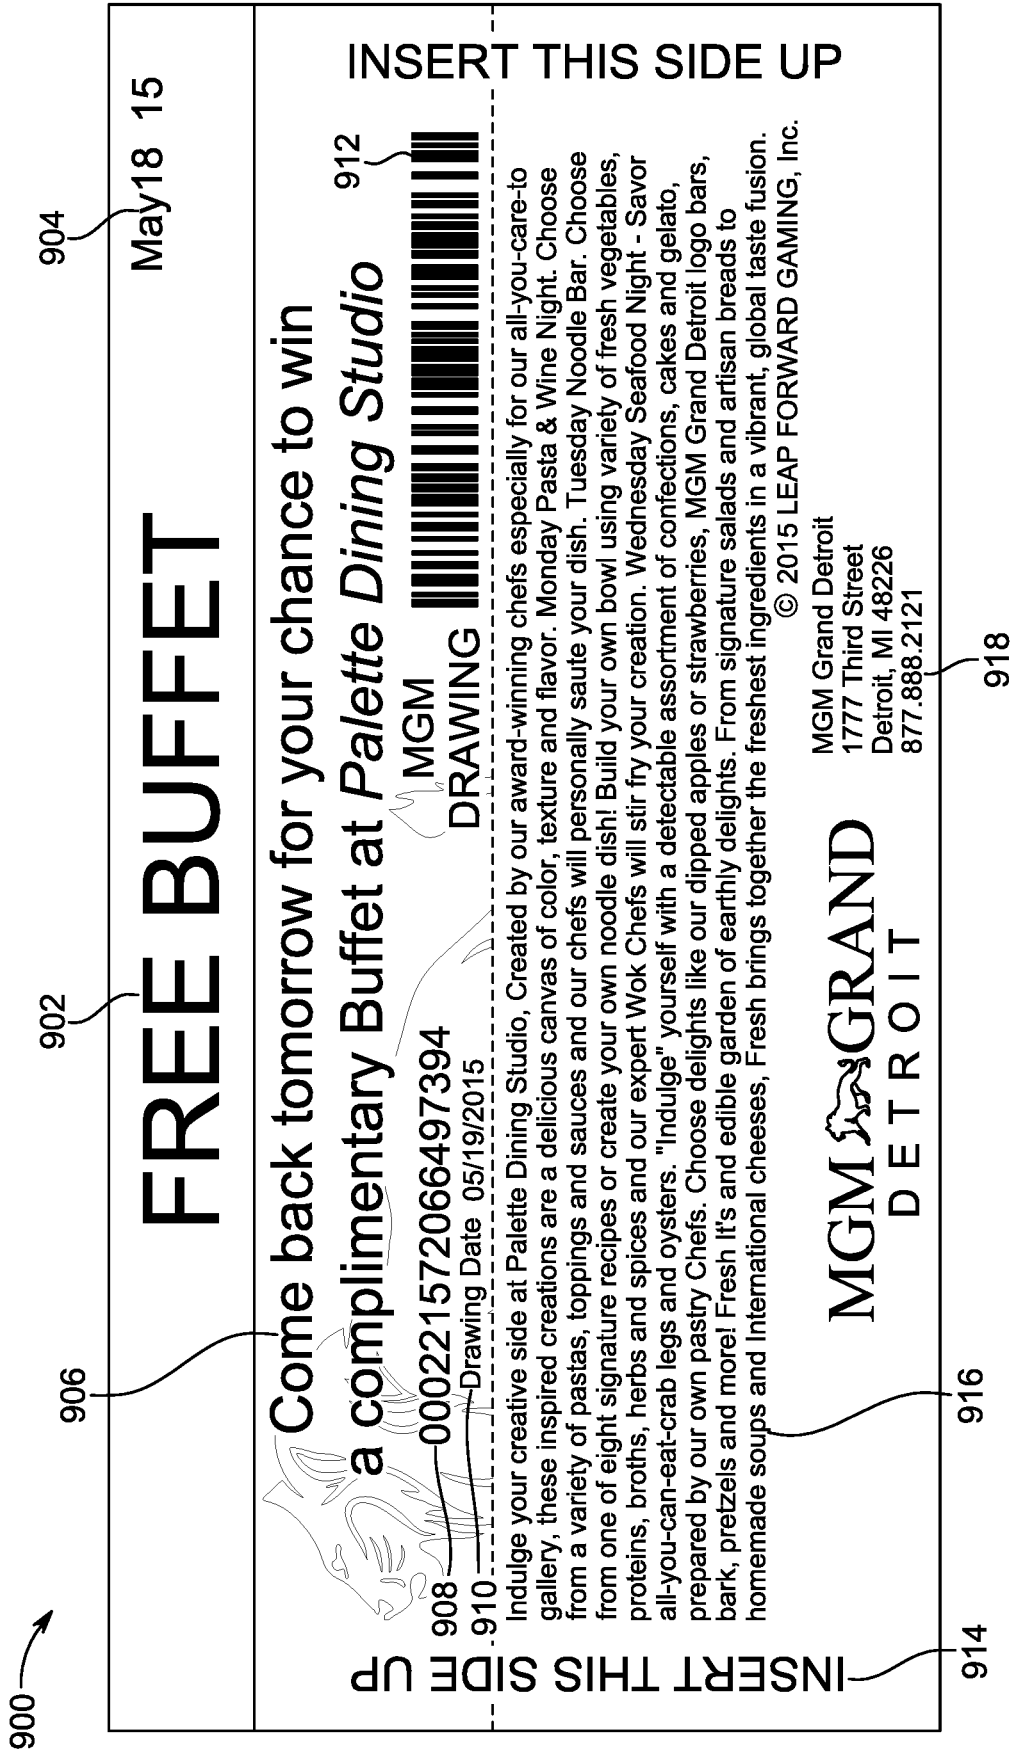 900
902
904
FREE BUFFET
May18 15
906
Come back tomorrow for your chance to win
a complimentary Buffet at Palette Dining Studio
908
000221572066497394
MGM
912
910
Drawing Date 05/19/2015
DRAWING
INSERT THIS SIDE UP
INSERT THIS SIDE UP
Indulge your creative side at Palette Dining Studio, Created by our award-winning chefs especially for our all-you-care-to
gallery, these inspired creations are a delicious canvas of color, texture and flavor. Monday Pasta & Wine Night. Choose
from a variety of pastas, toppings and sauces and our chefs will personally saute your dish. Tuesday Noodle Bar. Choose
from one of eight signature recipes or create your own noodle dish! Build your own bowl using variety of fresh vegetables,
proteins, broths, herbs and spices and our expert Wok Chefs will stir fry your creation. Wednesday Seafood Night - Savor
all-you-can-eat-crab legs and oysters. "Indulge" yourself with a detectable assortment of confections, cakes and gelato,
prepared by our own pastry Chefs. Choose delights like our dipped apples or strawberries, MGM Grand Detroit logo bars,
bark, pretzels and more! Fresh It's and edible garden of earthly delights. From signature salads and artisan breads to
homemade soups and International cheeses, Fresh brings together the freshest ingredients in a vibrant, global taste fusion.
© 2015 LEAP FORWARD GAMING, Inc.
MGM GRAND
DETROIT
MGM Grand Detroit
1777 Third Street
Detroit, MI 48226
877.888.2121
914
916
918